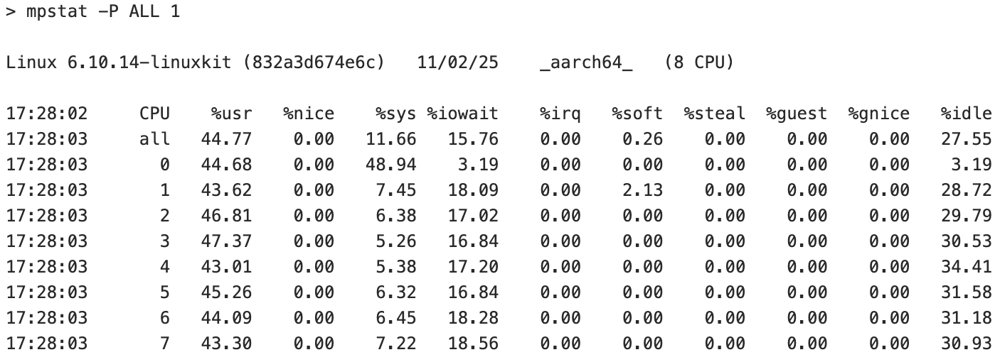 > mpstat -P ALL 1
Linux 6.10.14-linuxkit (832a3d674e6c)   11/02/25    _aarch64_   (8 CPU)
17:28:02     CPU    %usr   %nice    %sys %iowait    %irq   %soft  %steal  %guest  %gnice   %idle
17:28:03     all   44.77    0.00   11.66   15.76    0.00    0.26    0.00    0.00    0.00   27.55
17:28:03       0   44.68    0.00   48.94    3.19    0.00    0.00    0.00    0.00    0.00    3.19
17:28:03       1   43.62    0.00    7.45   18.09    0.00    2.13    0.00    0.00    0.00   28.72
17:28:03       2   46.81    0.00    6.38   17.02    0.00    0.00    0.00    0.00    0.00   29.79
17:28:03       3   47.37    0.00    5.26   16.84    0.00    0.00    0.00    0.00    0.00   30.53
17:28:03       4   43.01    0.00    5.38   17.20    0.00    0.00    0.00    0.00    0.00   34.41
17:28:03       5   45.26    0.00    6.32   16.84    0.00    0.00    0.00    0.00    0.00   31.58
17:28:03       6   44.09    0.00    6.45   18.28    0.00    0.00    0.00    0.00    0.00   31.18
17:28:03       7   43.30    0.00    7.22   18.56    0.00    0.00    0.00    0.00    0.00   30.93